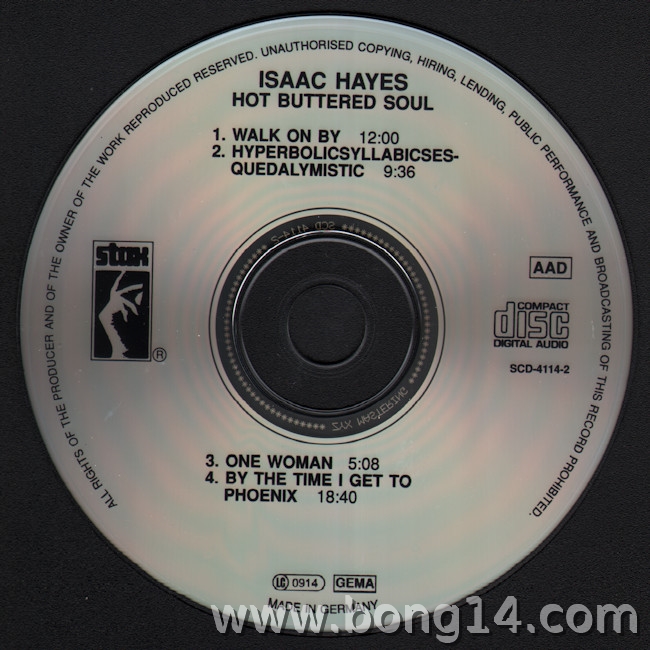 ALL RIGHTS OF THE PRODUCER AND OF THE OWNER OF THE WORK REPRODUCED RESERVED. UNAUTHORISED COPYING, HIRING, LENDING, PUBLIC PERFORMANCE AND BROADCASTING OF THIS RECORD PROHIBITED.
ISAAC HAYES
HOT BUTTERED SOUL
1. WALK ON BY 12:00
2. HYPERBOLICSYLLABICSES-
QUEDALYMISTIC 9:36
stax
®
AAD
COMPACT
disc
DIGITAL AUDIO
SCD-4114-2
SCD 4114-2
3. ONE WOMAN 5:08
4. BY THE TIME I GET TO
PHOENIX 18:40
LC 0914 GEMA
MADE IN GERMANY
www.bong14.com